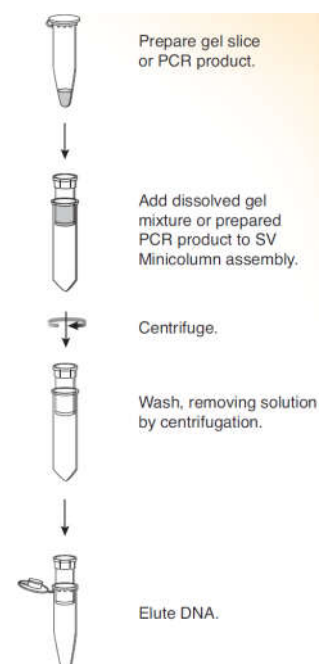 Prepare gel slice
or PCR product.
Add dissolved gel
mixture or prepared
PCR product to SV
Minicolumn assembly.
Centrifuge.
Wash, removing solution
by centrifugation.
Elute DNA.